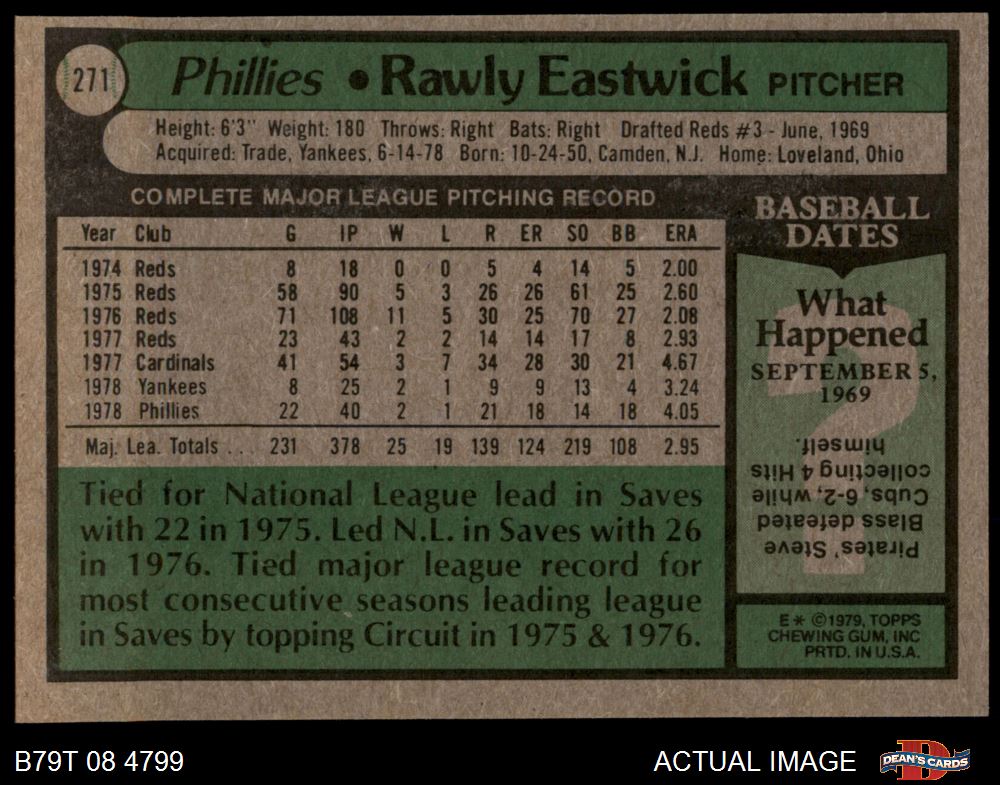 271
Phillies • Rawly Eastwick PITCHER
Height: 6'3" Weight: 180 Throws: Right Bats: Right Drafted Reds #3 - June, 1969
Acquired: Trade, Yankees, 6-14-78 Born: 10-24-50, Camden, N.J. Home: Loveland, Ohio
COMPLETE MAJOR LEAGUE PITCHING RECORD
Year Club G IP W L R ER SO BB ERA
1974 Reds 8 18 0 0 5 4 14 5 2.00
1975 Reds 58 90 5 3 26 26 61 25 2.60
1976 Reds 71 108 11 5 30 25 70 27 2.08
1977 Reds 23 43 2 2 14 14 17 8 2.93
1977 Cardinals 41 54 3 7 34 28 30 21 4.67
1978 Yankees 8 25 2 1 9 9 13 4 3.24
1978 Phillies 22 40 2 1 21 18 14 18 4.05
Maj. Lea. Totals . . . 231 378 25 19 139 124 219 108 2.95
Tied for National League lead in Saves
with 22 in 1975. Led N.L. in Saves with 26
in 1976. Tied major league record for
most consecutive seasons leading league
in Saves by topping Circuit in 1975 & 1976.
BASEBALL
DATES
What
Happened
SEPTEMBER 5,
1969
?
Pirates' Steve
Blass defeated
Cubs, 6-2, while
collecting 4 Hits
himself.
E* ©1979, TOPPS
CHEWING GUM, INC
PRTD. IN U.S.A.
B79T 08 4799
ACTUAL IMAGE
D
DEAN'S CARDS